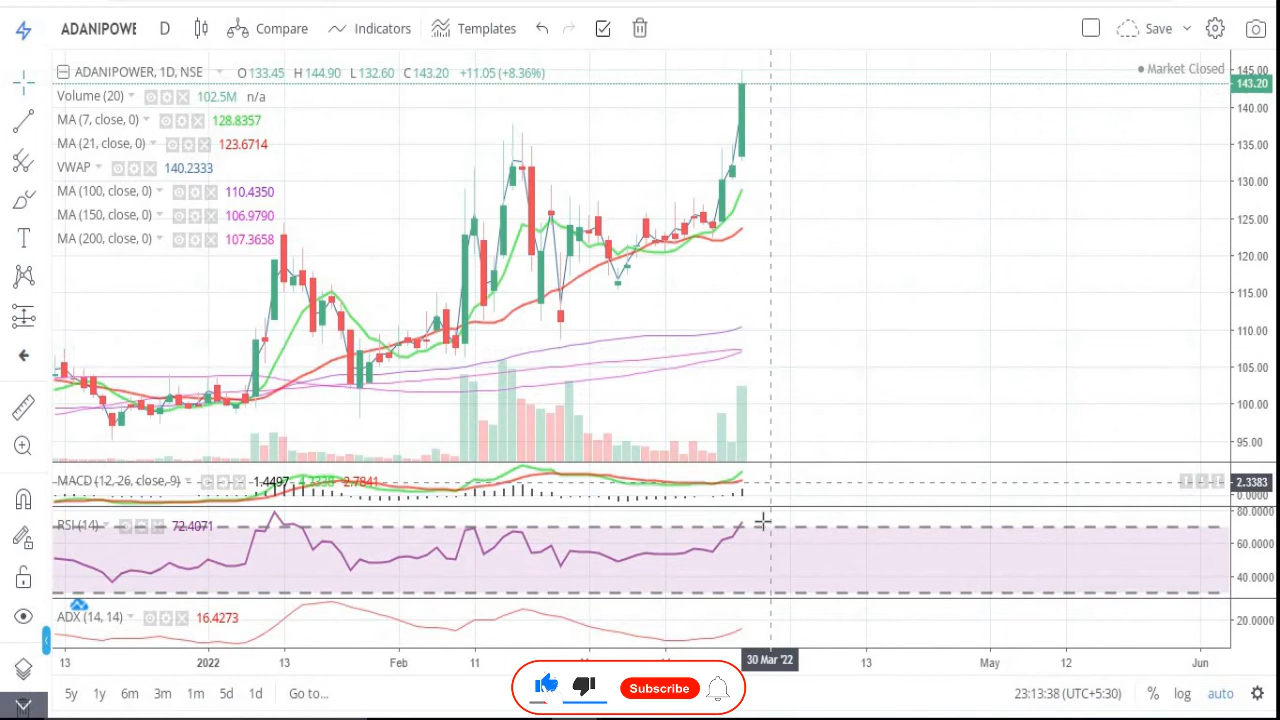 ADANIPOWE D Compare Indicators Templates Save
ADANIPOWER, 1D, NSE O 133.45 H 144.90 L 132.60 C 143.20 +11.05 (+8.36%) Market Closed
Volume (20) 102.5M n/a
MA (7, close, 0) 128.8357
MA (21, close, 0) 123.6714
VWAP 140.2333
MA (100, close, 0) 110.4350
MA (150, close, 0) 106.9790
MA (200, close, 0) 107.3658
145.00
143.20
140.00
135.00
130.00
125.00
120.00
115.00
110.00
105.00
100.00
95.00
MACD (12, 26, close, 9) 1.4497 2.7841
2.3383
0.0000
80.0000
RSI (14) 72.4071
60.0000
40.0000
ADX (14, 14) 16.4273
20.0000
13 2022 13 Feb 11 30 Mar '22 13 May 12 Jun
5y 1y 6m 3m 1m 5d 1d Go to... Subscribe 23:13:38 (UTC+5:30) % log auto